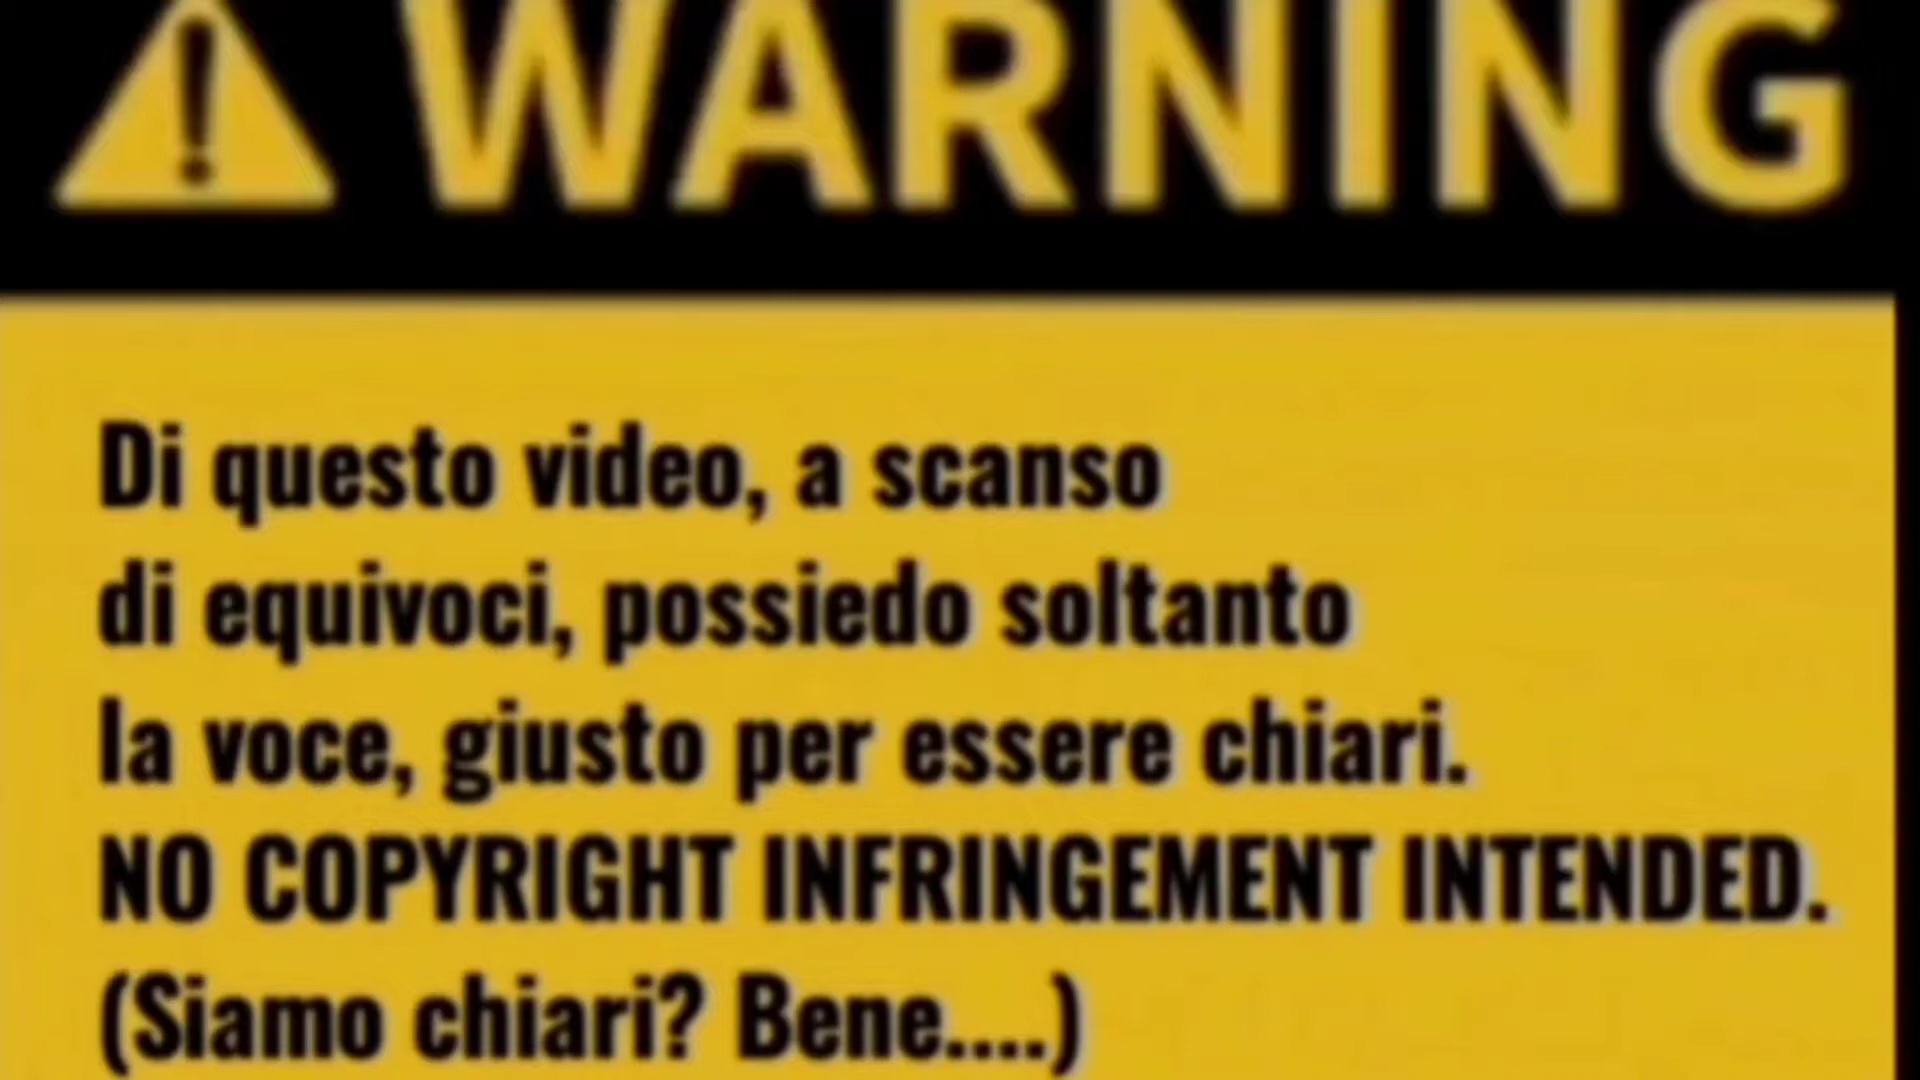 WARNING
Di questo video, a scanso
di equivoci, possiedo soltanto
la voce, giusto per essere chiari.
NO COPYRIGHT INFRINGEMENT INTENDED.
(Siamo chiari? Bene....)